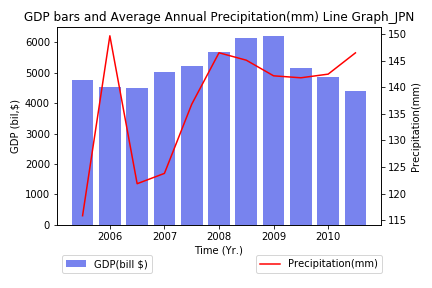 GDP bars and Average Annual Precipitation(mm) Line Graph_JPN
GDP (bil,$)
6000
5000
4000
3000
2000
1000
0
150
145
140
135
130
125
120
115
Precipitation(mm)
2006 2007 2008 2009 2010
Time (Yr.)
GDP(bill $)
Precipitation(mm)